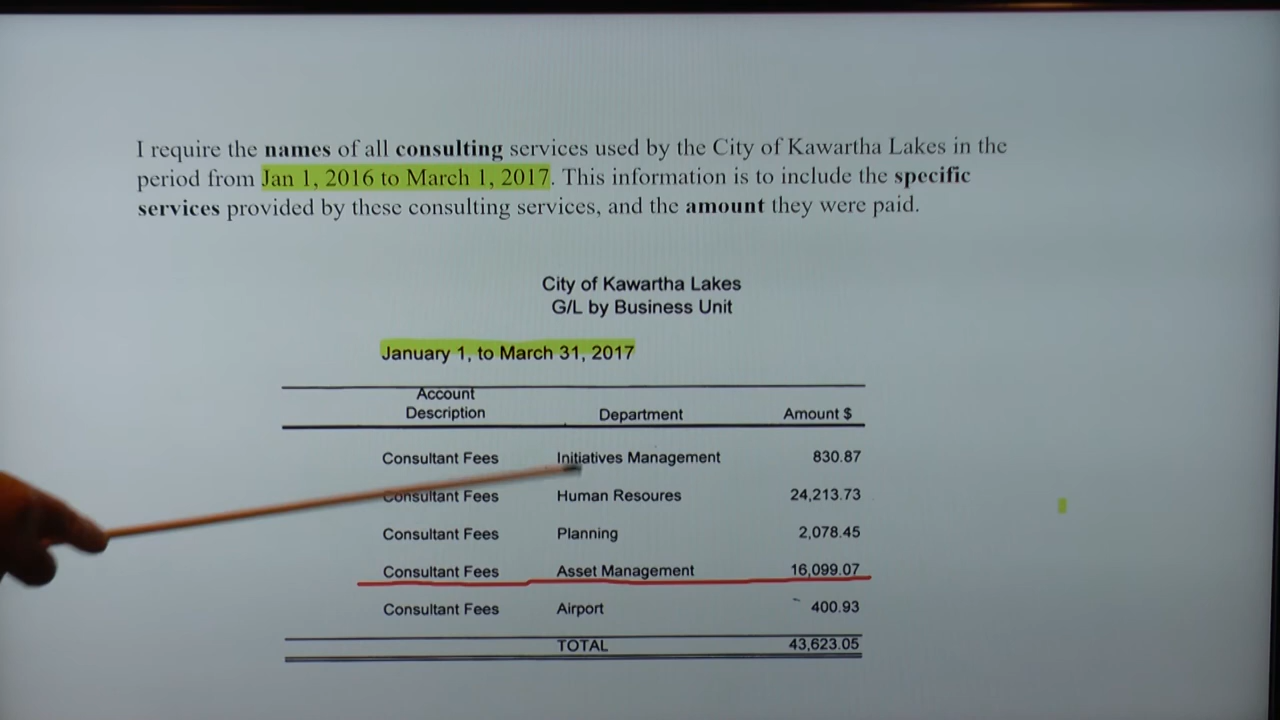 I require the names of all consulting services used by the City of Kawartha Lakes in the
period from Jan 1, 2016 to March 1, 2017. This information is to include the specific
services provided by these consulting services, and the amount they were paid.
City of Kawartha Lakes
G/L by Business Unit
January 1, to March 31, 2017
Account
Description Department Amount $
Consultant Fees Initiatives Management 830.87
Consultant Fees Human Resoures 24,213.73
Consultant Fees Planning 2,078.45
Consultant Fees Asset Management 16,099.07
Consultant Fees Airport 400.93
TOTAL 43,623.05